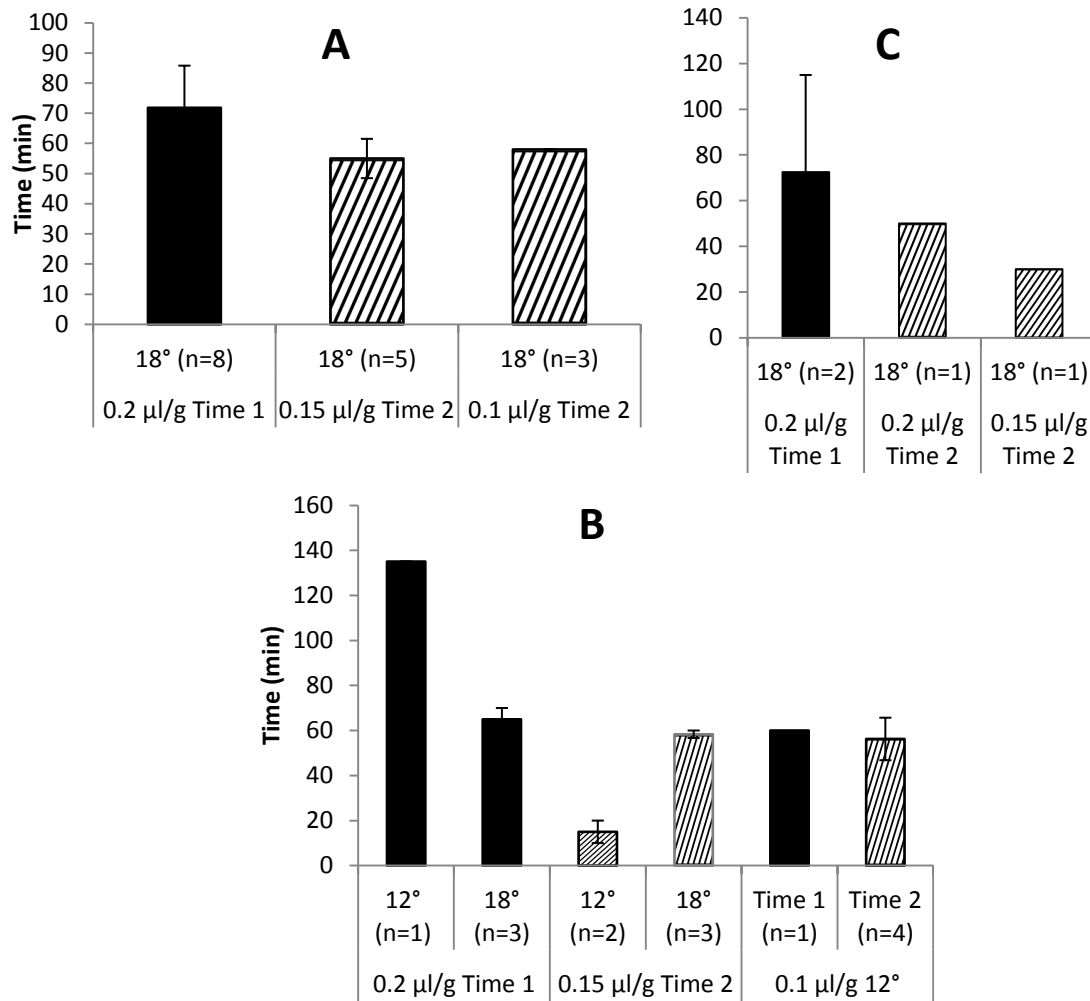 A
Time (min)
100
90
80
70
60
50
40
30
20
10
0
18° (n=8) 18° (n=5) 18° (n=3)
0.2 µl/g Time 1 0.15 µl/g Time 2 0.1 µl/g Time 2
C
140
120
100
80
60
40
20
0
18° (n=2) 18° (n=1) 18° (n=1)
0.2 µl/g 0.2 µl/g 0.15 µl/g
Time 1 Time 2 Time 2
B
Time (min)
160
140
120
100
80
60
40
20
0
12° 18° 12° 18° Time 1 Time 2
(n=1) (n=3) (n=2) (n=3) (n=1) (n=4)
0.2 µl/g Time 1 0.15 µl/g Time 2 0.1 µl/g 12°